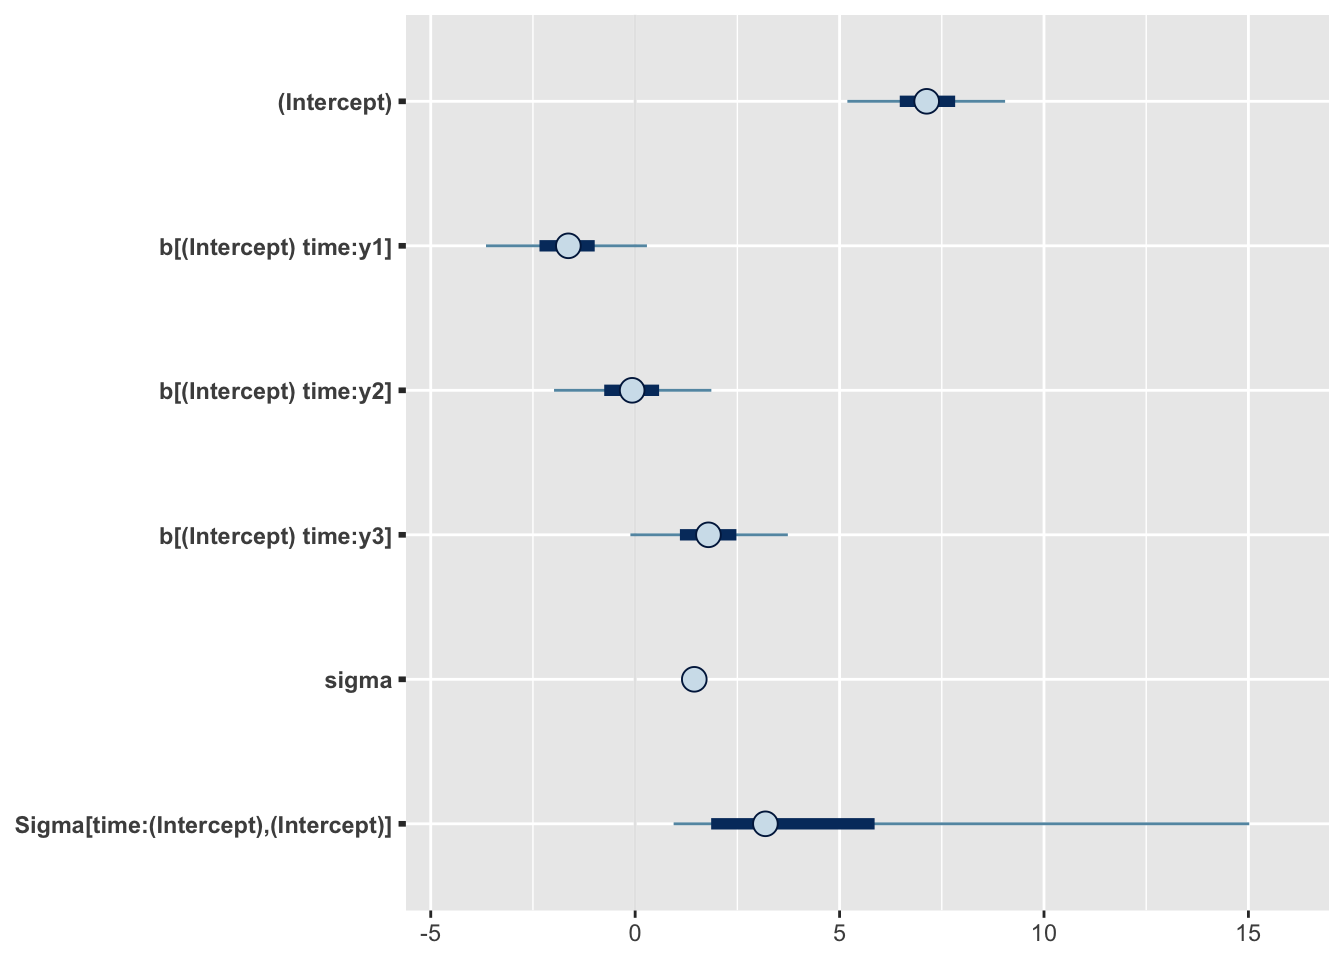 (Intercept)
b[(Intercept) time:y1]
b[(Intercept) time:y2]
b[(Intercept) time:y3]
sigma
Sigma[time:(Intercept),(Intercept)]
-5 0 5 10 15